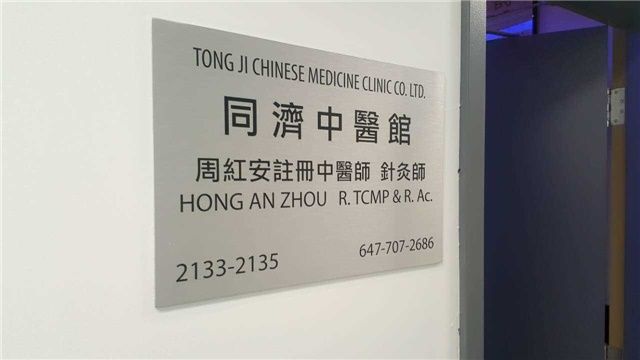 TONG JI CHINESE MEDICINE CLINIC CO. LTD.
同濟中醫館
周紅安註冊中醫師 針灸師
HONG AN ZHOU R. TCMP & R. Ac.
2133-2135
647-707-2686